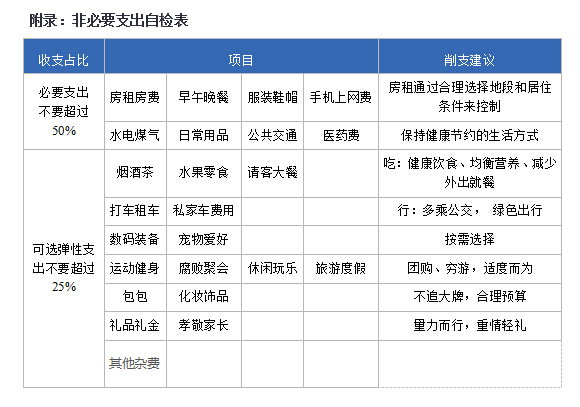 附录：非必要支出自检表
收支占比 项目 削支建议
必要支出
不要超过
50%
房租房费 早午晚餐 服装鞋帽 手机上网费
房租通过合理选择地段和居住
条件来控制
水电煤气 日常用品 公共交通 医药费 保持健康节约的生活方式
可选弹性支
出不要超过
25%
烟酒茶 水果零食 请客大餐
吃：健康饮食、均衡营养、减少
外出就餐
打车租车 私家车费用 行：多乘公交， 绿色出行
数码装备 宠物爱好 按需选择
运动健身 腐败聚会 休闲玩乐 旅游度假 团购、穷游，适度而为
包包 化妆饰品 不追大牌，合理预算
礼品礼金 孝敬家长 量力而行，重情轻礼
其他杂费